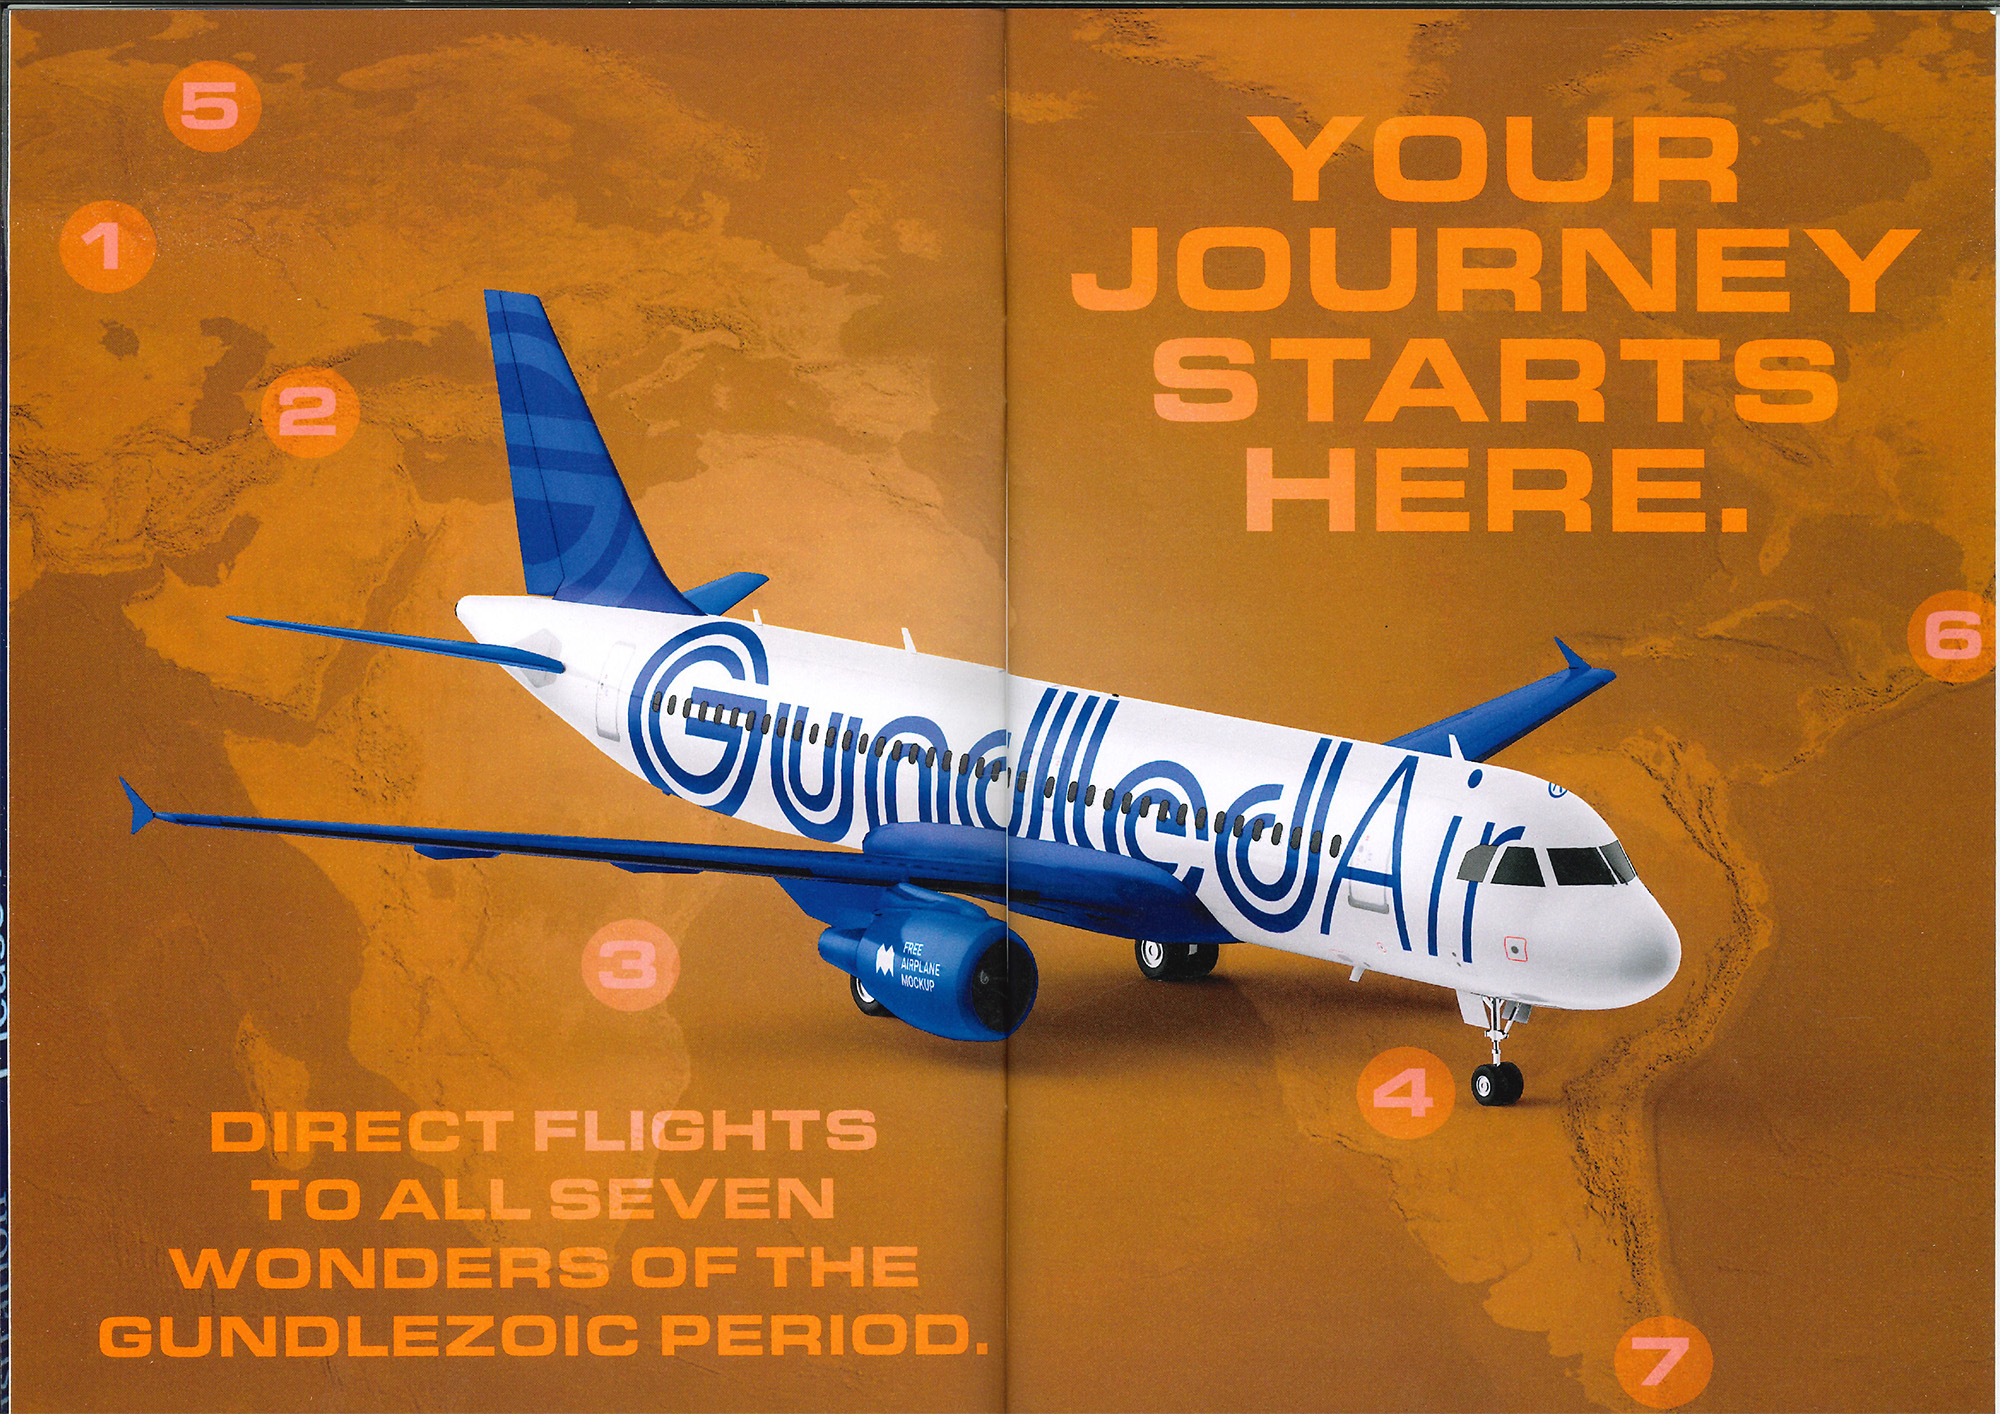 5
1
2
3
DIRECT FLIGHTS
TO ALL SEVEN
WONDERS OF THE
GUNDLEZOIC PERIOD.
YOUR
JOURNEY
STARTS
HERE.
6
4
7
GundledAir
FREE
AIRPLANE
MOCKUP